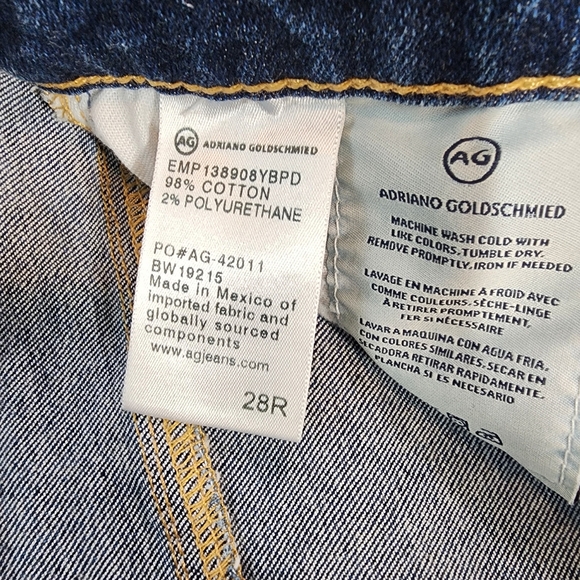 AG ADRIANO GOLDSCHMIED
EMP138908YBPD
98% COTTON
2% POLYURETHANE
PO#AG-42011
BW19215
Made in Mexico of
imported fabric and
globally sourced
components
www.agjeans.com
28R
AG
ADRIANO GOLDSCHMIED
MACHINE WASH COLD WITH
LIKE COLORS. TUMBLE DRY.
REMOVE PROMPTLY. IRON IF NEEDED
LAVAGE EN MACHINE À FROID AVEC
COMME COULEURS. SÈCHE-LINGE
À RETIRER PROMPTEMENT.
FER SI NÉCESSAIRE
LAVAR A MAQUINA CON AGUA FRIA.
CON COLORES SIMILARES. SECAR EN
SECADORA RETIRAR RAPIDAMENTE.
PLANCHA SI ES NECESARIO